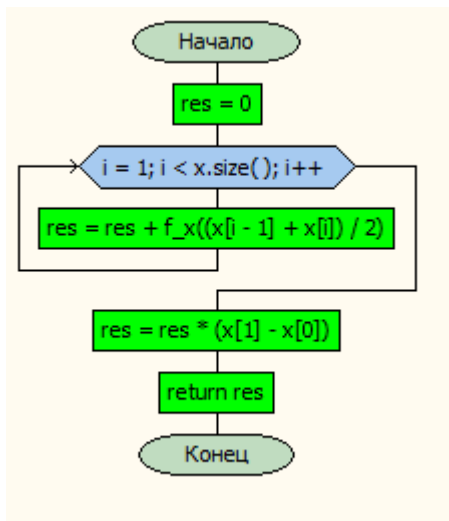 Начало
res = 0
i = 1; i < x.size( ); i++
res = res + f_x((x[i - 1] + x[i]) / 2)
res = res * (x[1] - x[0])
return res
Конец